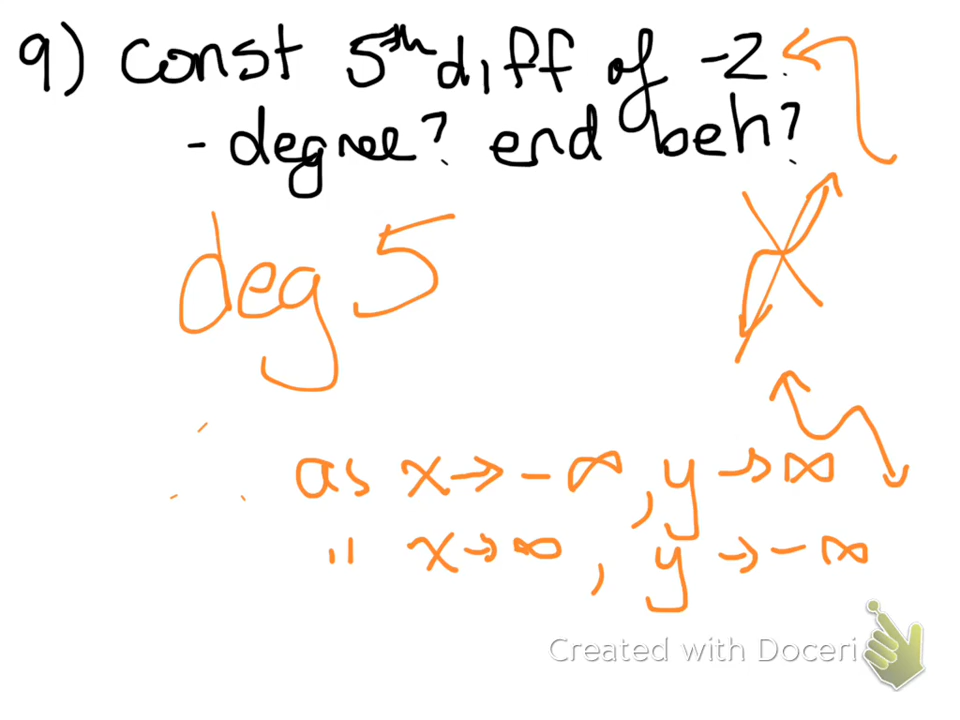 9) const 5th diff of -2.
- degree? end beh?
deg 5
∴ as x → -∞, y → ∞
" x → ∞, y → -∞
Created with Doceri